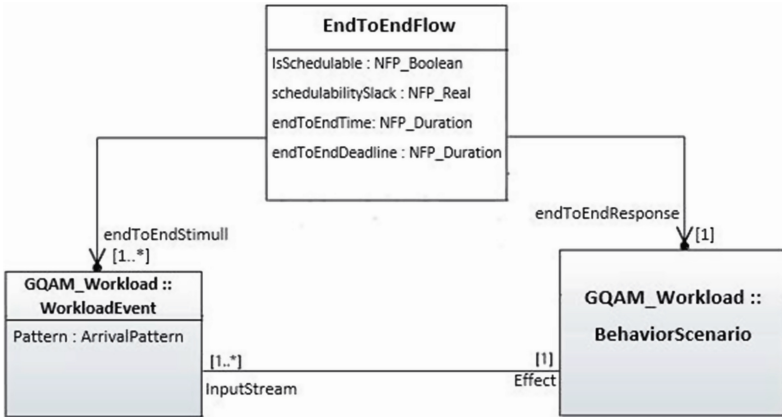 EndToEndFlow
IsSchedulable : NFP_Boolean
schedulabilitySlack : NFP_Real
endToEndTime: NFP_Duration
endToEndDeadline : NFP_Duration
endToEndStimull
[1..*]
endToEndResponse
[1]
GQAM_Workload ::
WorkloadEvent
Pattern : ArrivalPattern
GQAM_Workload ::
BehaviorScenario
[1..*]
InputStream
[1]
Effect